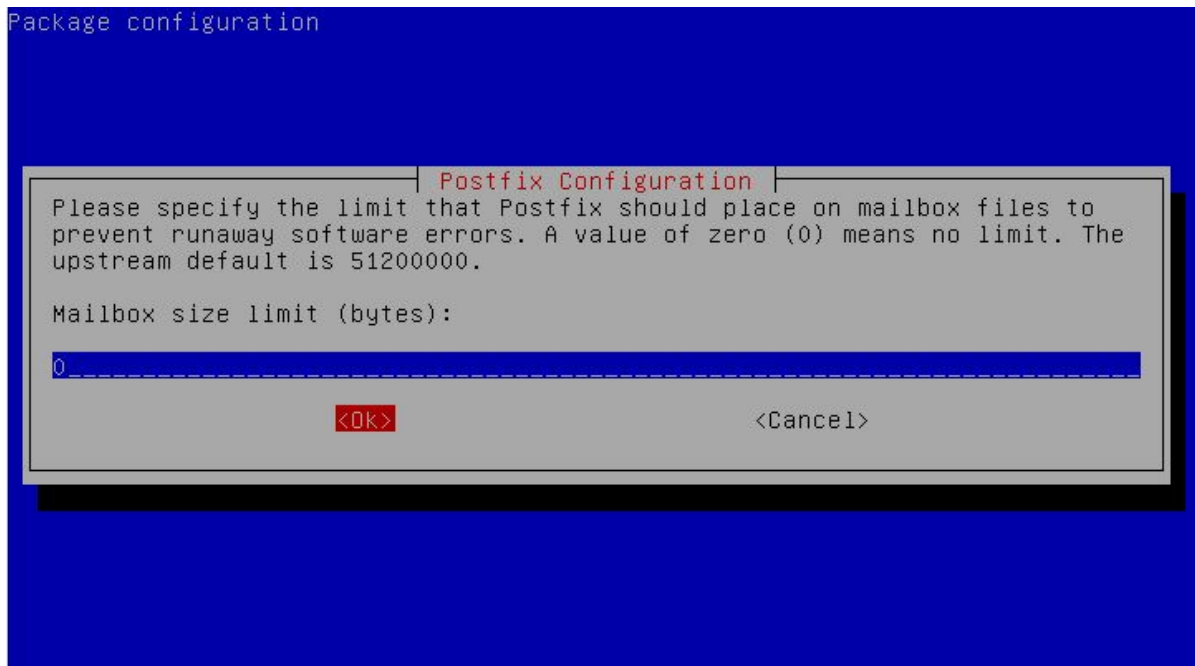 Package configuration
Postfix Configuration
Please specify the limit that Postfix should place on mailbox files to
prevent runaway software errors. A value of zero (0) means no limit. The
upstream default is 51200000.
Mailbox size limit (bytes):
0
<Ok> <Cancel>